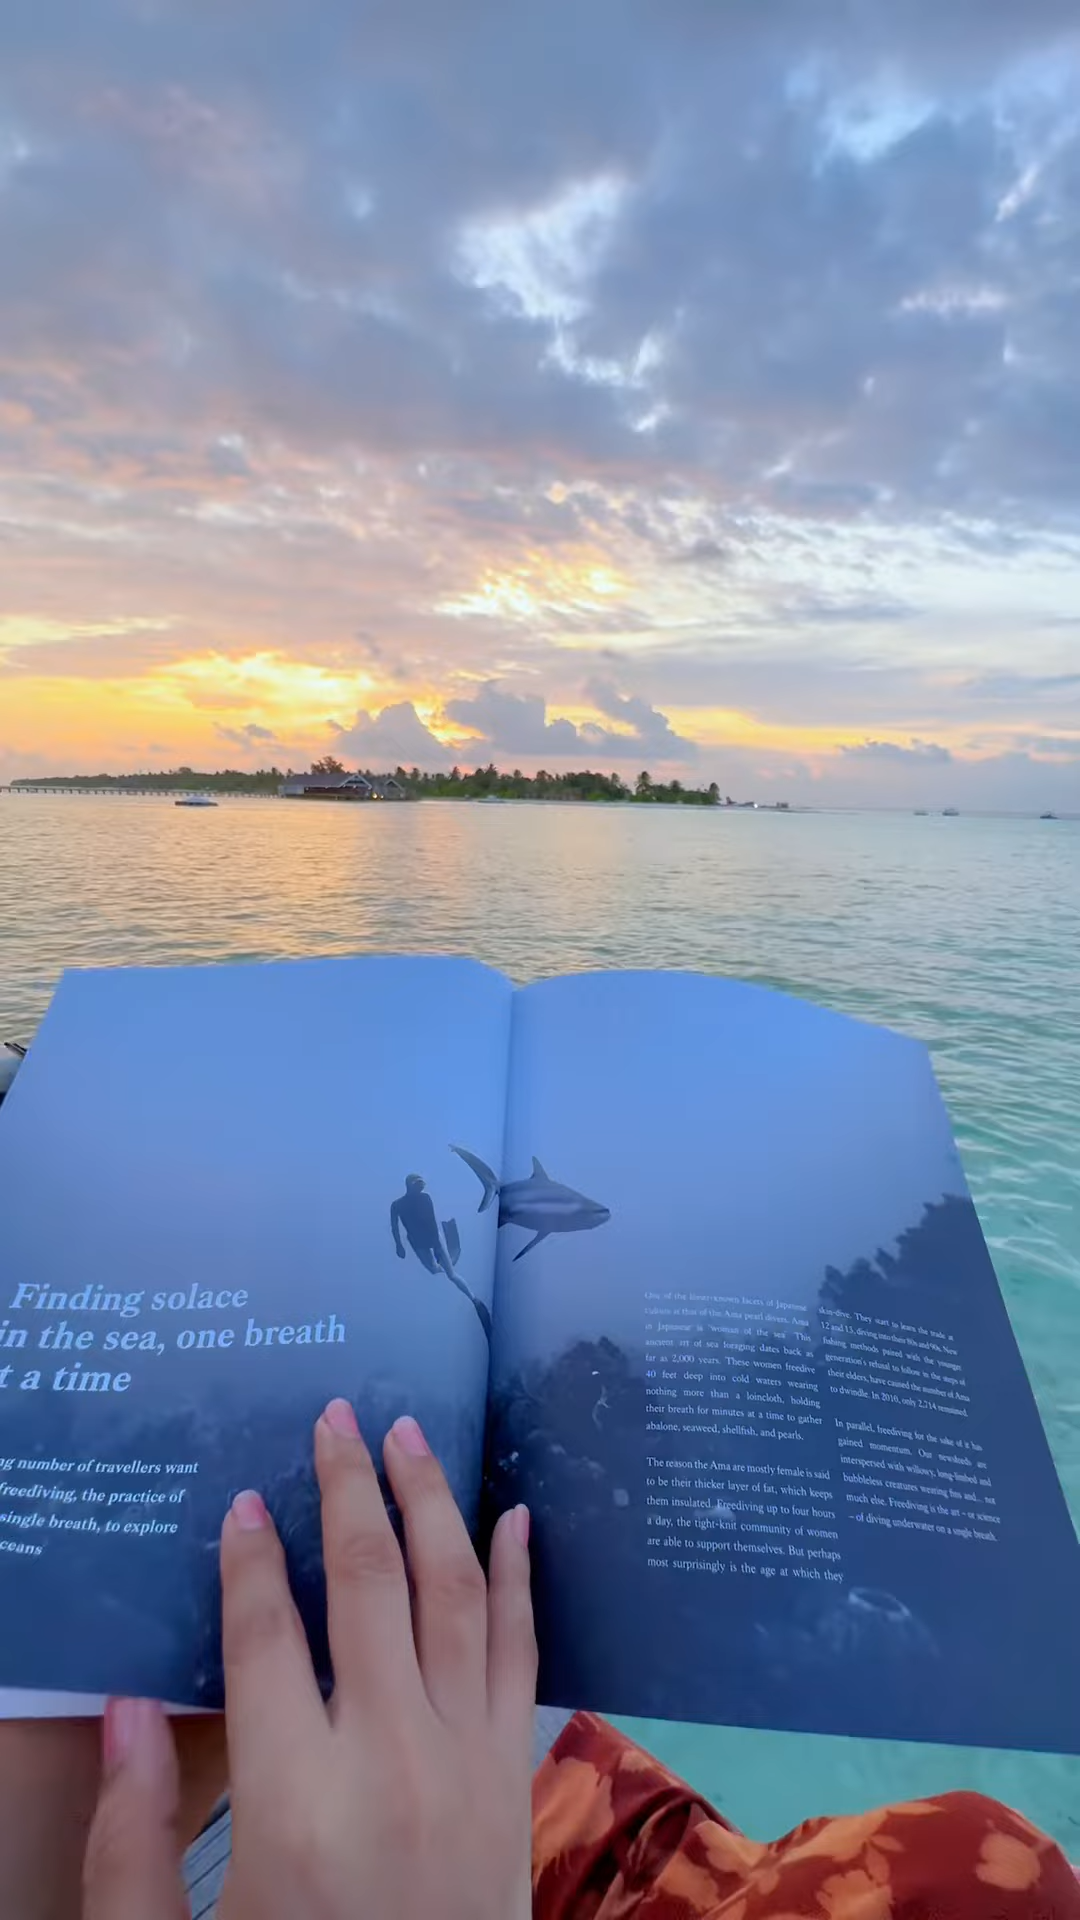 Finding solace
in the sea, one breath
t a time
ng number of travellers want
freediving, the practice of
single breath, to explore
ceans
One of the lesser-known facets of Japanese
culture is that of the Ama pearl divers. Ama
in Japanese is 'woman of the sea'. This
ancient art of sea foraging dates back as
far as 2,000 years. These women freedive
40 feet deep into cold waters wearing
nothing more than a loincloth, holding
their breath for minutes at a time to gather
abalone, seaweed, shellfish, and pearls.
The reason the Ama are mostly female is said
to be their thicker layer of fat, which keeps
them insulated. Freediving up to four hours
a day, the tight-knit community of women
are able to support themselves. But perhaps
most surprisingly is the age at which they
skin-dive. They start to learn the trade at
12 and 13, diving into their 80s and 90s. New
fishing methods paired with the younger
generation's refusal to follow in the steps of
their elders, have caused the number of Ama
to dwindle. In 2010, only 2,714 remained.
In parallel, freediving for the sake of it has
gained momentum. Our newsfeeds are
interspersed with willowy, long-limbed and
bubbleless creatures wearing fins and... not
much else. Freediving is the art – or science
– of diving underwater on a single breath.